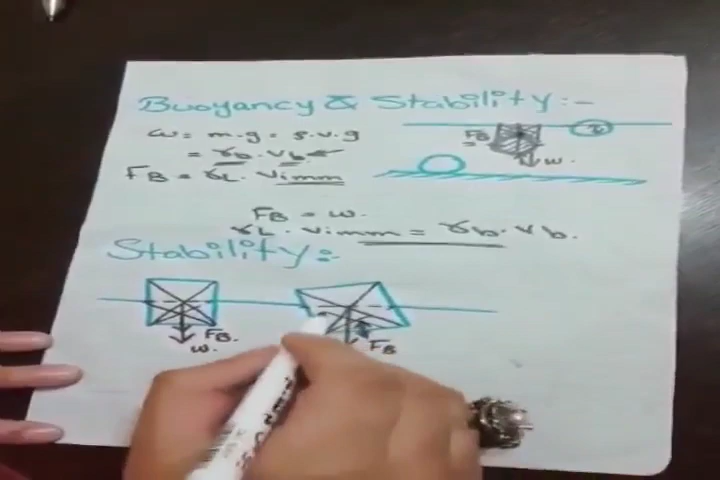 Buoyancy & Stability:-
w = m.g = ρ.v.g
= γb.vb
FB = γL.vimm
FB
w.
FB = w.
γL.vimm = γb.vb.
Stability:-
FB.
w.
FB